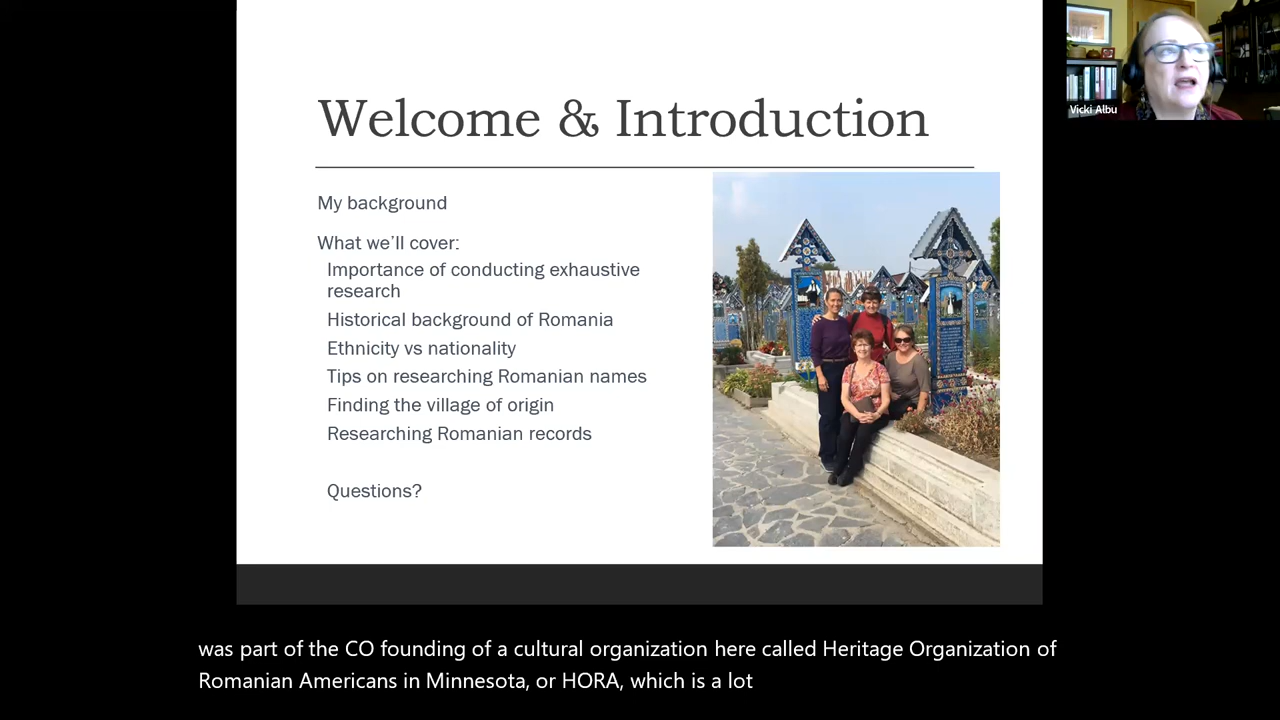 Welcome & Introduction
My background
What we'll cover:
Importance of conducting exhaustive
research
Historical background of Romania
Ethnicity vs nationality
Tips on researching Romanian names
Finding the village of origin
Researching Romanian records
Questions?
Vicki Albu
was part of the CO founding of a cultural organization here called Heritage Organization of
Romanian Americans in Minnesota, or HORA, which is a lot